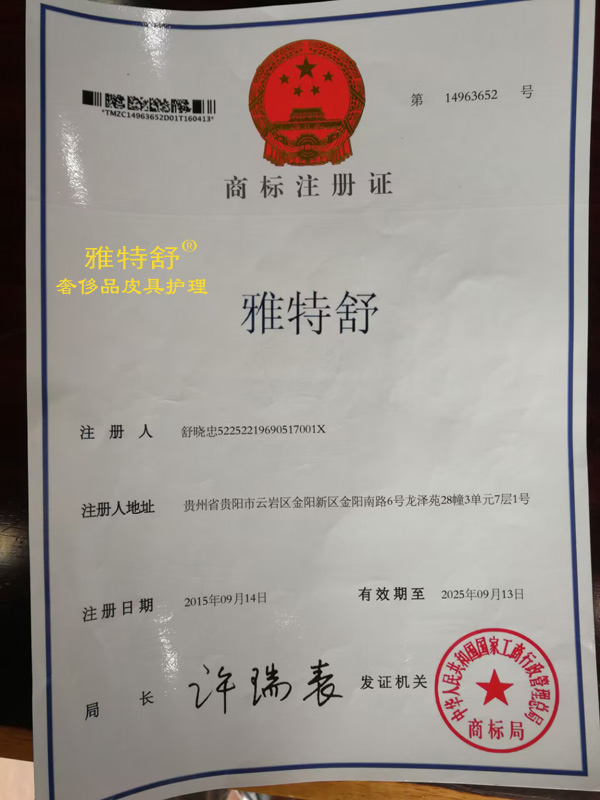 第 14963652 号
*TMZC14963652D01T160413*
商标注册证
雅特舒®
奢侈品皮具护理
雅特舒
注册人 舒晓忠52252219690517001X
注册人地址 贵州省贵阳市云岩区金阳新区金阳南路6号龙泽苑28幢3单元7层1号
注册日期 2015年09月14日 有效期至 2025年09月13日
局长 许瑞表 发证机关
中华人民共和国国家工商行政管理总局
商标局